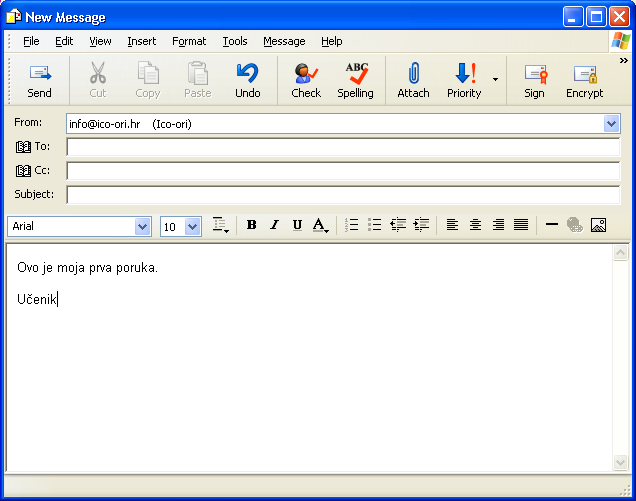 New Message
File Edit View Insert Format Tools Message Help
Send Cut Copy Paste Undo Check ABC Spelling Attach Priority Sign Encrypt
From: info@ico-ori.hr (Ico-ori)
To:
Cc:
Subject:
Arial 10 B I U A
Ovo je moja prva poruka.
Učenik